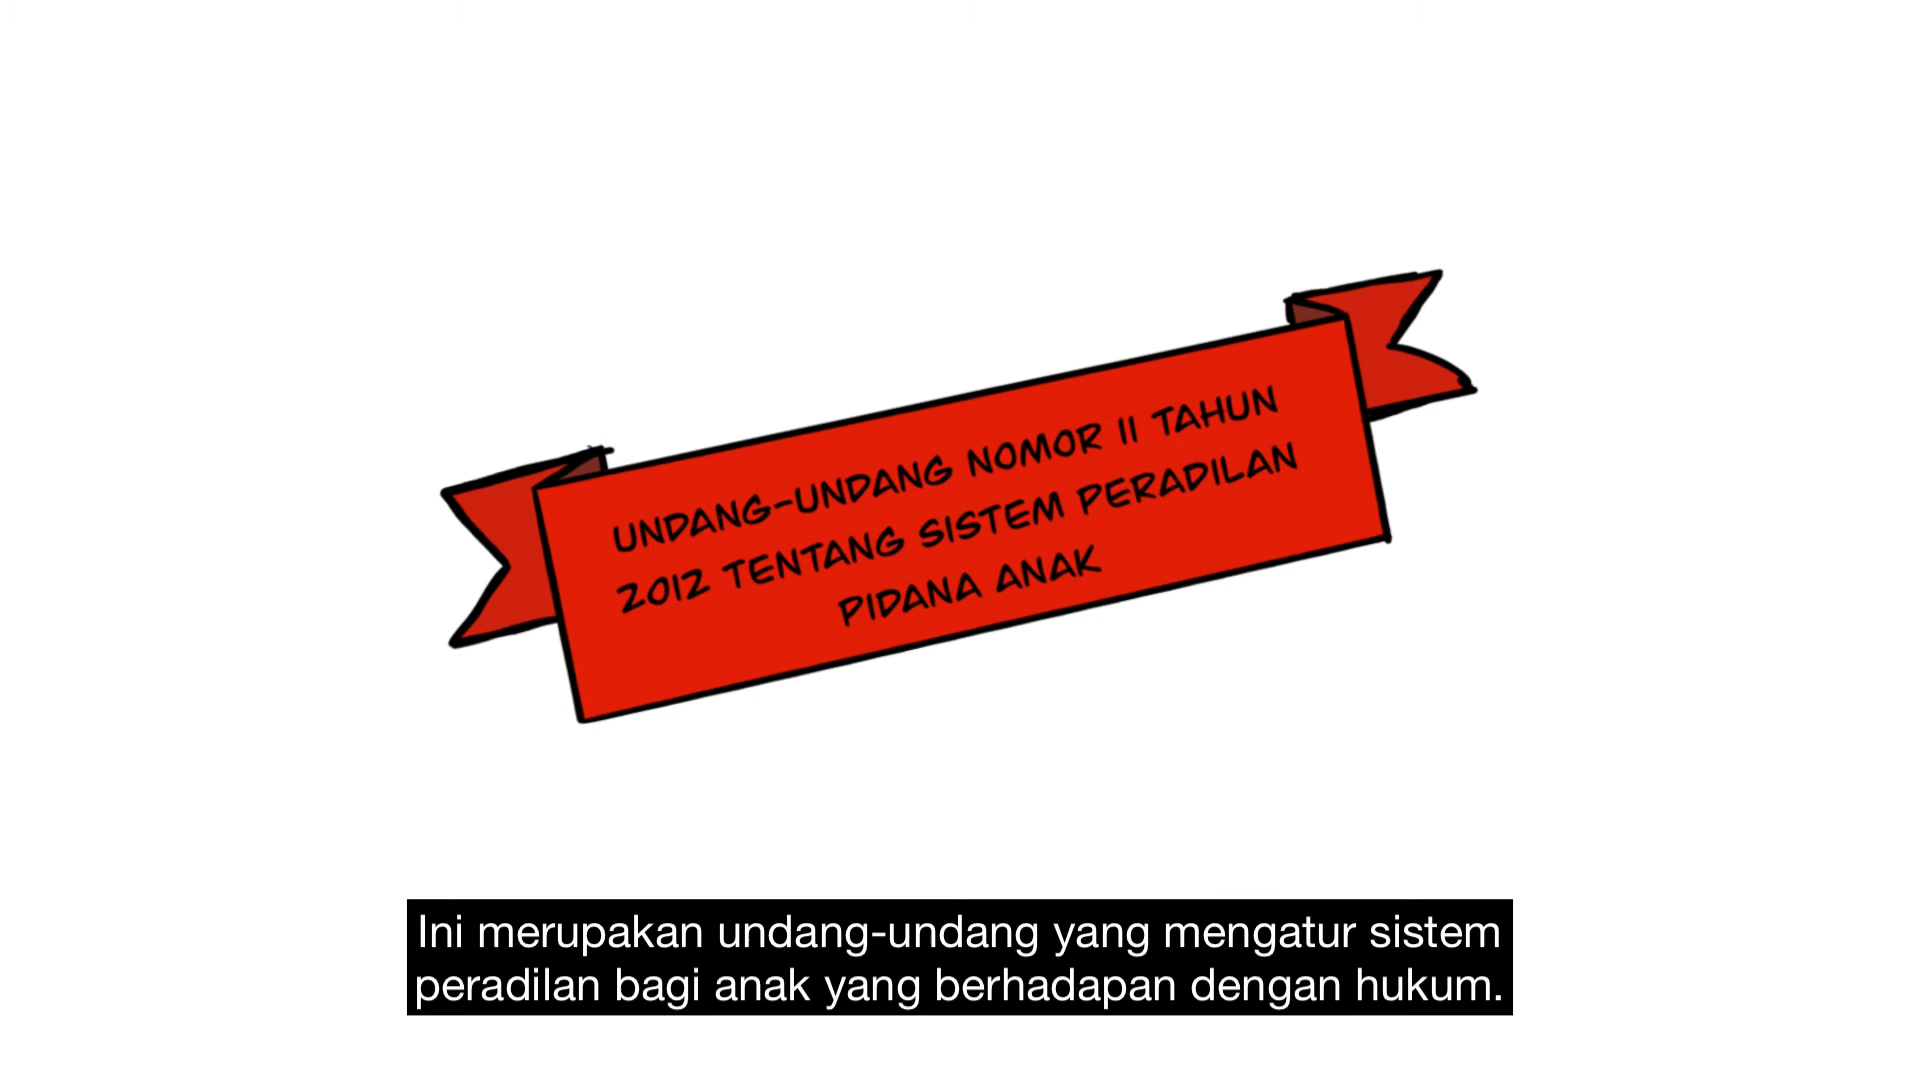 UNDANG-UNDANG NOMOR 11 TAHUN
2012 TENTANG SISTEM PERADILAN
PIDANA ANAK
Ini merupakan undang-undang yang mengatur sistem
peradilan bagi anak yang berhadapan dengan hukum.